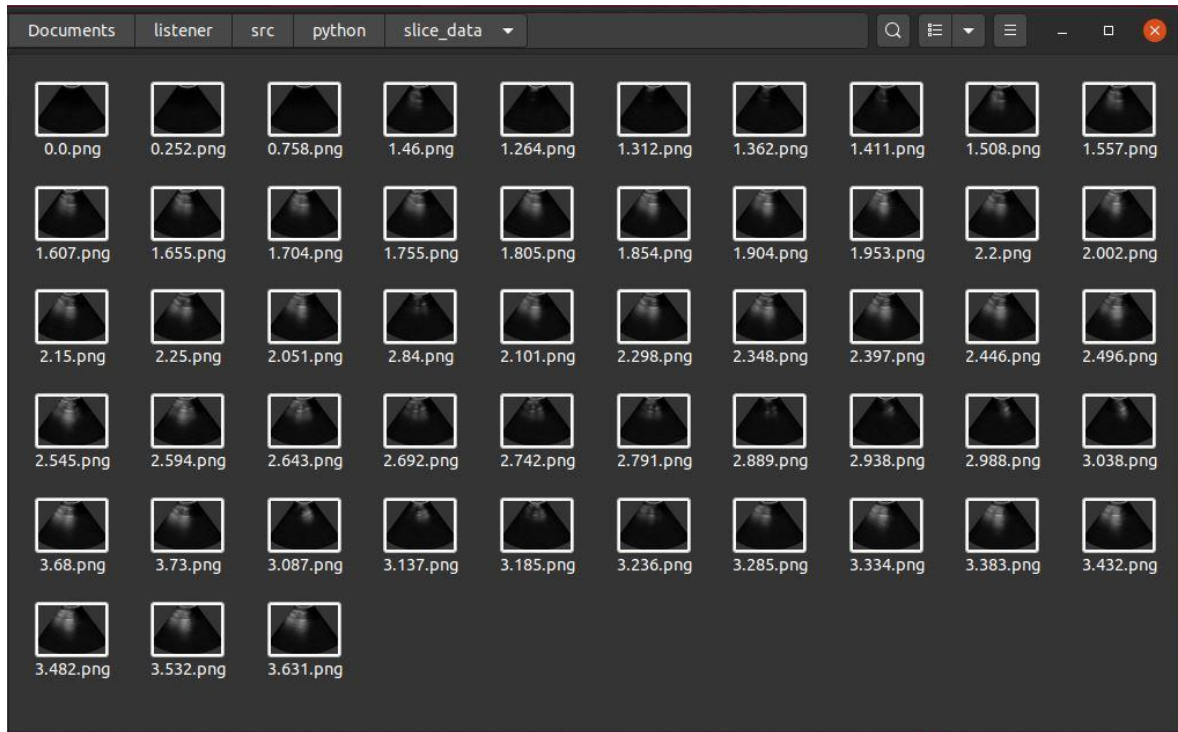 Documents listener src python slice_data
0.0.png 0.252.png 0.758.png 1.46.png 1.264.png 1.312.png 1.362.png 1.411.png 1.508.png 1.557.png
1.607.png 1.655.png 1.704.png 1.755.png 1.805.png 1.854.png 1.904.png 1.953.png 2.2.png 2.002.png
2.15.png 2.25.png 2.051.png 2.84.png 2.101.png 2.298.png 2.348.png 2.397.png 2.446.png 2.496.png
2.545.png 2.594.png 2.643.png 2.692.png 2.742.png 2.791.png 2.889.png 2.938.png 2.988.png 3.038.png
3.68.png 3.73.png 3.087.png 3.137.png 3.185.png 3.236.png 3.285.png 3.334.png 3.383.png 3.432.png
3.482.png 3.532.png 3.631.png